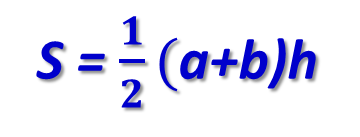 S = 1/2 (a+b)h